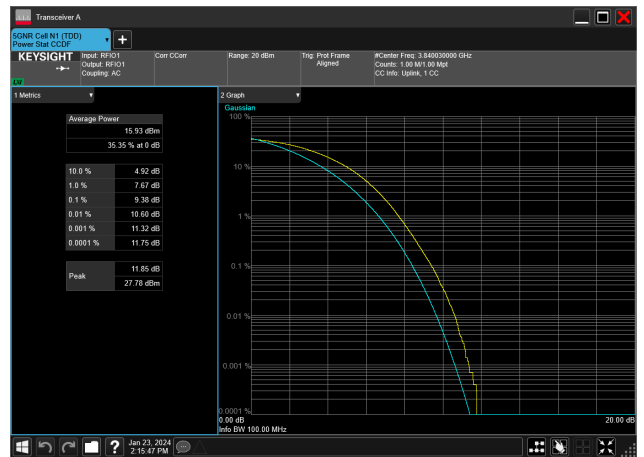 Transceiver A
5GNR Cell N1 (TDD)
Power Stat CCDF
KEYSIGHT
Input: RFIO1
Output: RFIO1
Coupling: AC
Corr CCorr
Range: 20 dBm
Trig: Prot Frame
Aligned
#Center Freq: 3.840030000 GHz
Counts: 1.00 M/1.00 Mpt
CC Info: Uplink, 1 CC
LXI
1 Metrics
Average Power
15.93 dBm
35.35 % at 0 dB
10.0 % 4.92 dB
1.0 % 7.67 dB
0.1 % 9.38 dB
0.01 % 10.60 dB
0.001 % 11.32 dB
0.0001 % 11.75 dB
Peak
11.85 dB
27.78 dBm
2 Graph
Gaussian
100 %
10 %
1 %
0.1 %
0.01 %
0.001 %
0.0001 %
0.00 dB
20.00 dB
Info BW 100.00 MHz
?
Jan 23, 2024
2:15:47 PM